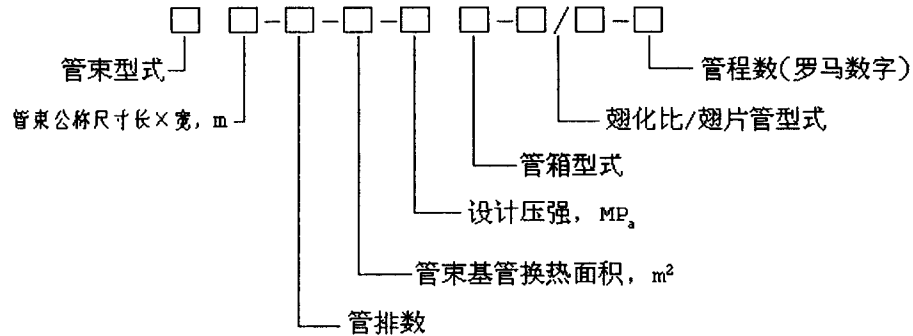 □ □-□-□-□ □-□/□-□
管束型式
管程数(罗马数字)
管束公称尺寸长×宽, m
翅化比/翅片管型式
管箱型式
设计压强, MPa
管束基管换热面积, m²
管排数